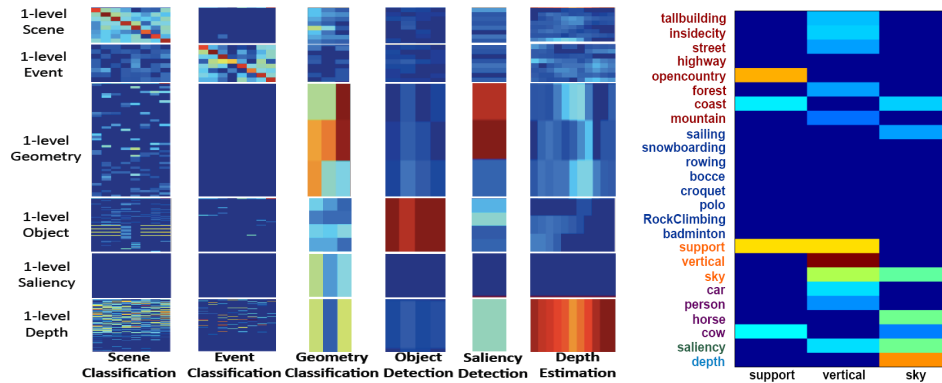 1-level
Scene
1-level
Event
1-level
Geometry
1-level
Object
1-level
Saliency
1-level
Depth
Scene
Classification
Event
Classification
Geometry
Classification
Object
Detection
Saliency
Detection
Depth
Estimation
tallbuilding
insidecity
street
highway
opencountry
forest
coast
mountain
sailing
snowboarding
rowing
bocce
croquet
polo
RockClimbing
badminton
support
vertical
sky
car
person
horse
cow
saliency
depth
support vertical sky